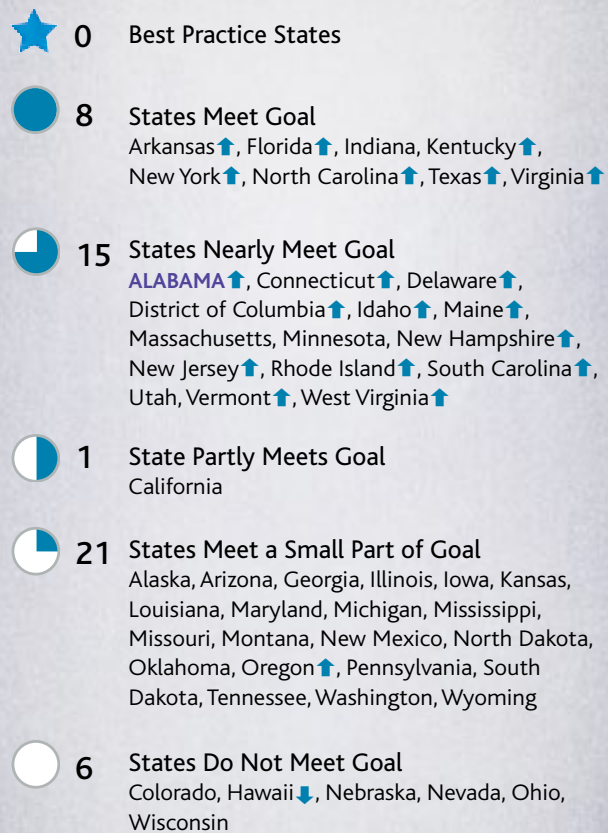 0 Best Practice States
8 States Meet Goal
Arkansas⬆, Florida⬆, Indiana, Kentucky⬆,
New York⬆, North Carolina⬆, Texas⬆, Virginia⬆
15 States Nearly Meet Goal
ALABAMA⬆, Connecticut⬆, Delaware⬆,
District of Columbia⬆, Idaho⬆, Maine⬆,
Massachusetts, Minnesota, New Hampshire⬆,
New Jersey⬆, Rhode Island⬆, South Carolina⬆,
Utah, Vermont⬆, West Virginia⬆
1 State Partly Meets Goal
California
21 States Meet a Small Part of Goal
Alaska, Arizona, Georgia, Illinois, Iowa, Kansas,
Louisiana, Maryland, Michigan, Mississippi,
Missouri, Montana, New Mexico, North Dakota,
Oklahoma, Oregon⬆, Pennsylvania, South
Dakota, Tennessee, Washington, Wyoming
6 States Do Not Meet Goal
Colorado, Hawaii⬇, Nebraska, Nevada, Ohio,
Wisconsin